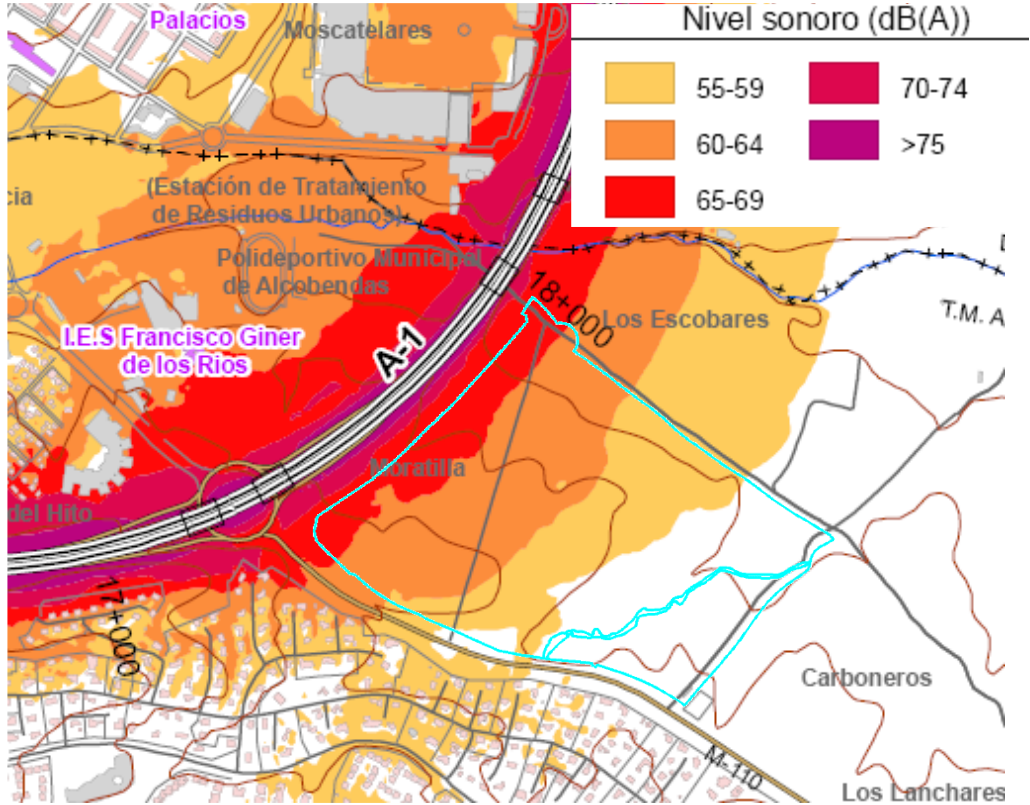 Palacios
Moscatelares
Nivel sonoro (dB(A))
55-59
70-74
60-64
>75
65-69
cia
(Estación de Tratamiento
de Residuos Urbanos)
Polideportivo Municipal
de Alcobendas
18+000
Los Escobares
T.M. A
I.E.S Francisco Giner
de los Rios
A-1
Moratilla
del Hito
17+000
Carboneros
M-110
Los Lanchares